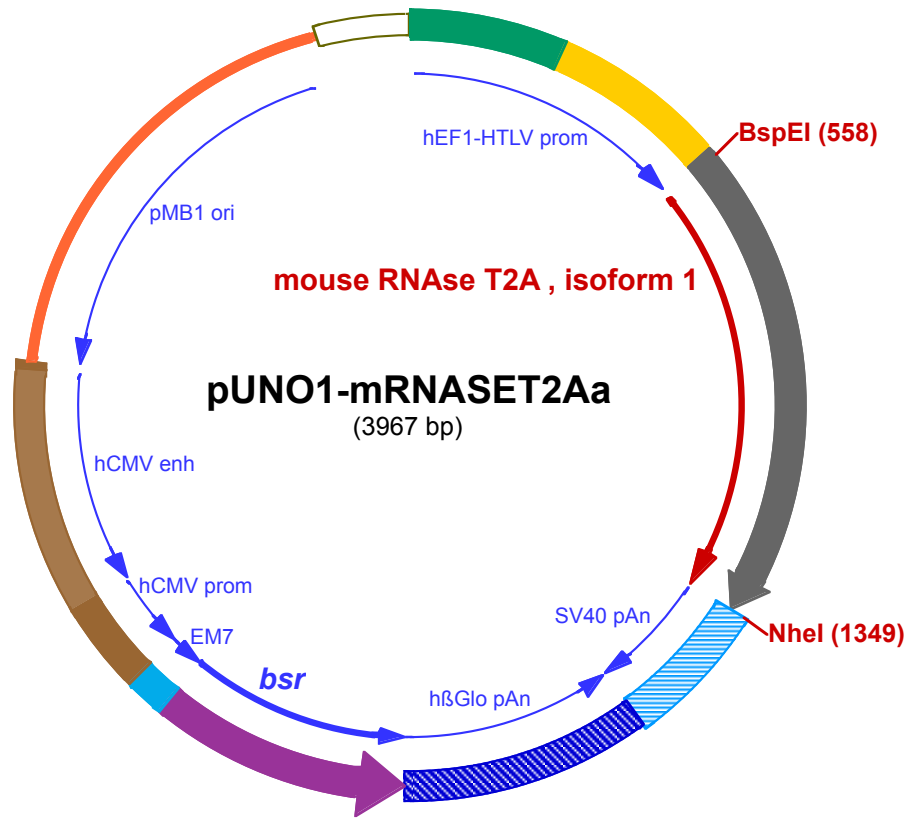 hEF1-HTLV prom
BspEI (558)
pMB1 ori
mouse RNAse T2A , isoform 1
pUNO1-mRNASET2Aa
(3967 bp)
hCMV enh
hCMV prom
SV40 pAn
EM7
NheI (1349)
bsr
hßGlo pAn